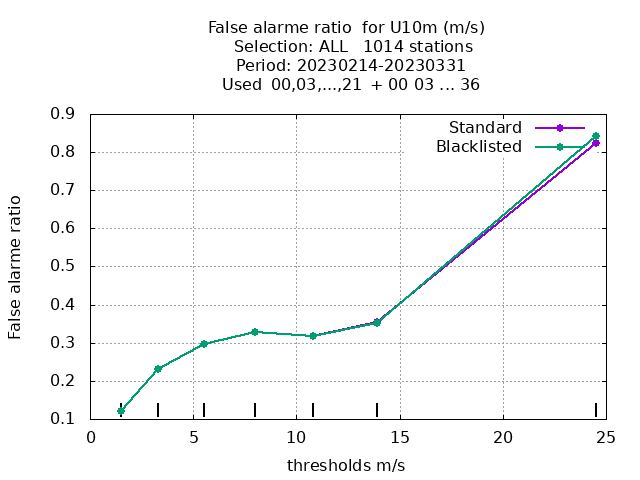 False alarme ratio  for U10m (m/s)
Selection: ALL   1014 stations
Period: 20230214-20230331
Used  00,03,...,21  + 00 03 ... 36
Standard
Blacklisted
False alarme ratio
0.9
0.8
0.7
0.6
0.5
0.4
0.3
0.2
0.1
0 5 10 15 20 25
thresholds m/s